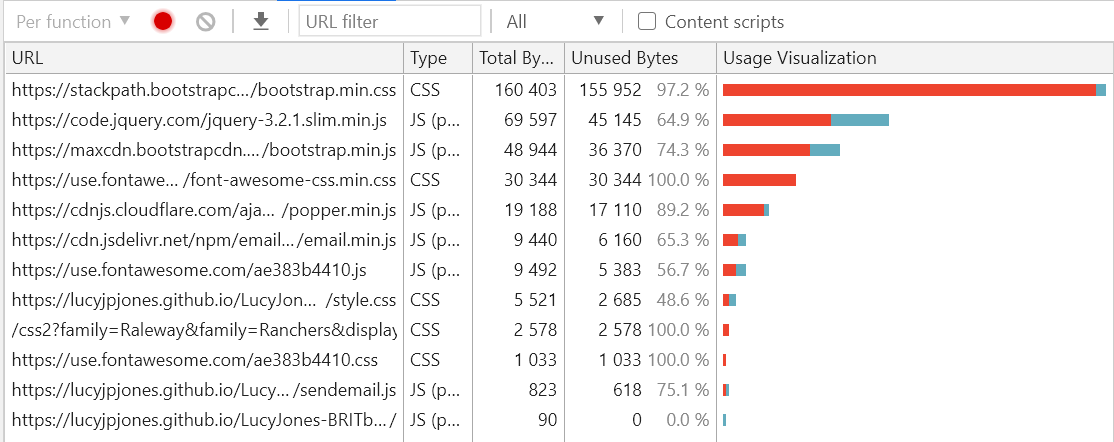 Per function URL filter All Content scripts
URL Type Total By... Unused Bytes Usage Visualization
https://stackpath.bootstrapc.../bootstrap.min.css CSS 160 403 155 952 97.2 %
https://code.jquery.com/jquery-3.2.1.slim.min.js JS (p... 69 597 45 145 64.9 %
https://maxcdn.bootstrapcdn..../bootstrap.min.js JS (p... 48 944 36 370 74.3 %
https://use.fontawe... /font-awesome-css.min.css CSS 30 344 30 344 100.0 %
https://cdnjs.cloudflare.com/aja... /popper.min.js JS (p... 19 188 17 110 89.2 %
https://cdn.jsdelivr.net/npm/email.../email.min.js JS (p... 9 440 6 160 65.3 %
https://use.fontawesome.com/ae383b4410.js JS (p... 9 492 5 383 56.7 %
https://lucyjpjones.github.io/LucyJon... /style.css CSS 5 521 2 685 48.6 %
/css2?family=Raleway&family=Ranchers&display CSS 2 578 2 578 100.0 %
https://use.fontawesome.com/ae383b4410.css CSS 1 033 1 033 100.0 %
https://lucyjpjones.github.io/Lucy... /sendemail.js JS (p... 823 618 75.1 %
https://lucyjpjones.github.io/LucyJones-BRITb... / JS (p... 90 0 0.0 %